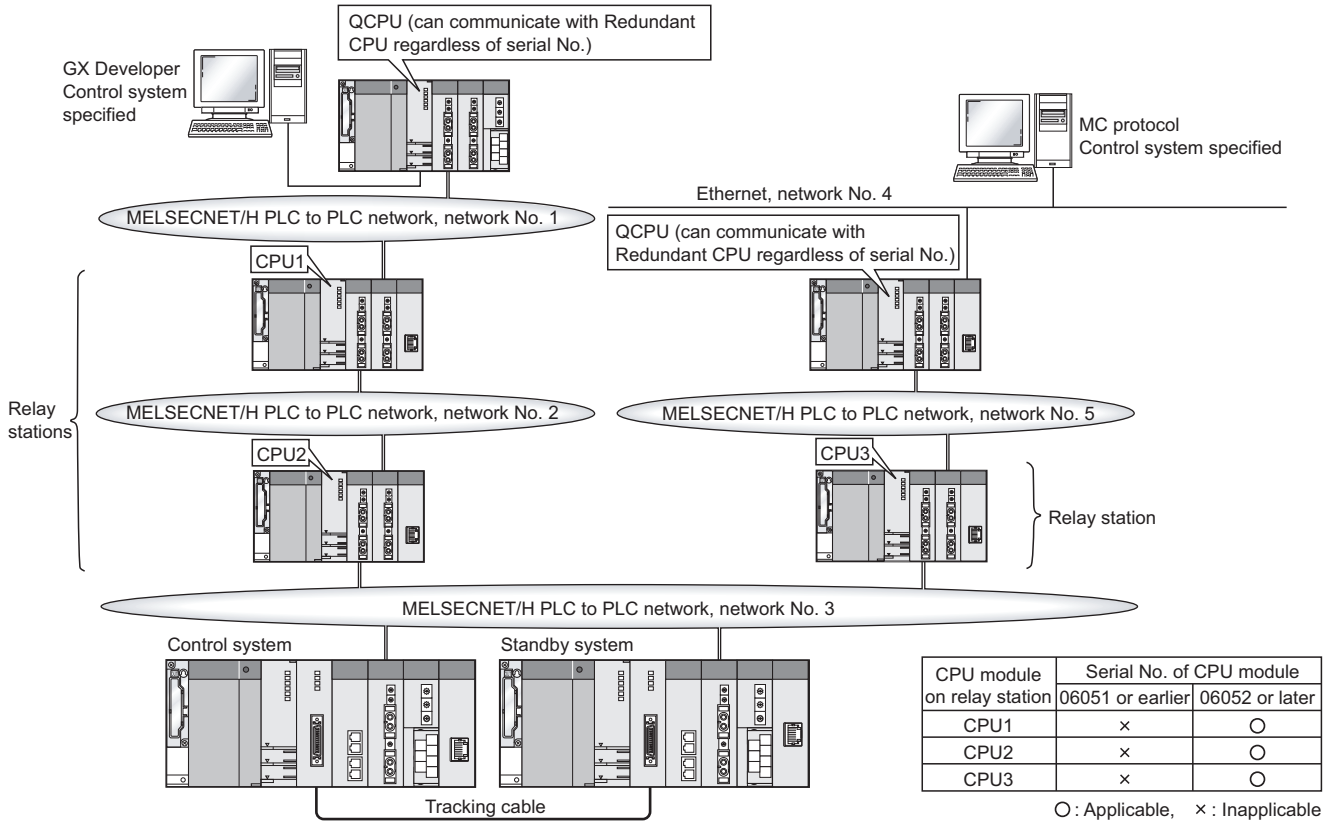 QCPU (can communicate with Redundant
CPU regardless of serial No.)
GX Developer
Control system
specified
MC protocol
Control system specified
Ethernet, network No. 4
MELSECNET/H PLC to PLC network, network No. 1
QCPU (can communicate with
Redundant CPU regardless of serial No.)
CPU1
Relay
stations
MELSECNET/H PLC to PLC network, network No. 2
MELSECNET/H PLC to PLC network, network No. 5
CPU2
CPU3
Relay station
MELSECNET/H PLC to PLC network, network No. 3
Control system
Standby system
Tracking cable
CPU module
on relay station
Serial No. of CPU module
06051 or earlier 06052 or later
CPU1 × ○
CPU2 × ○
CPU3 × ○
○ : Applicable, × : Inapplicable